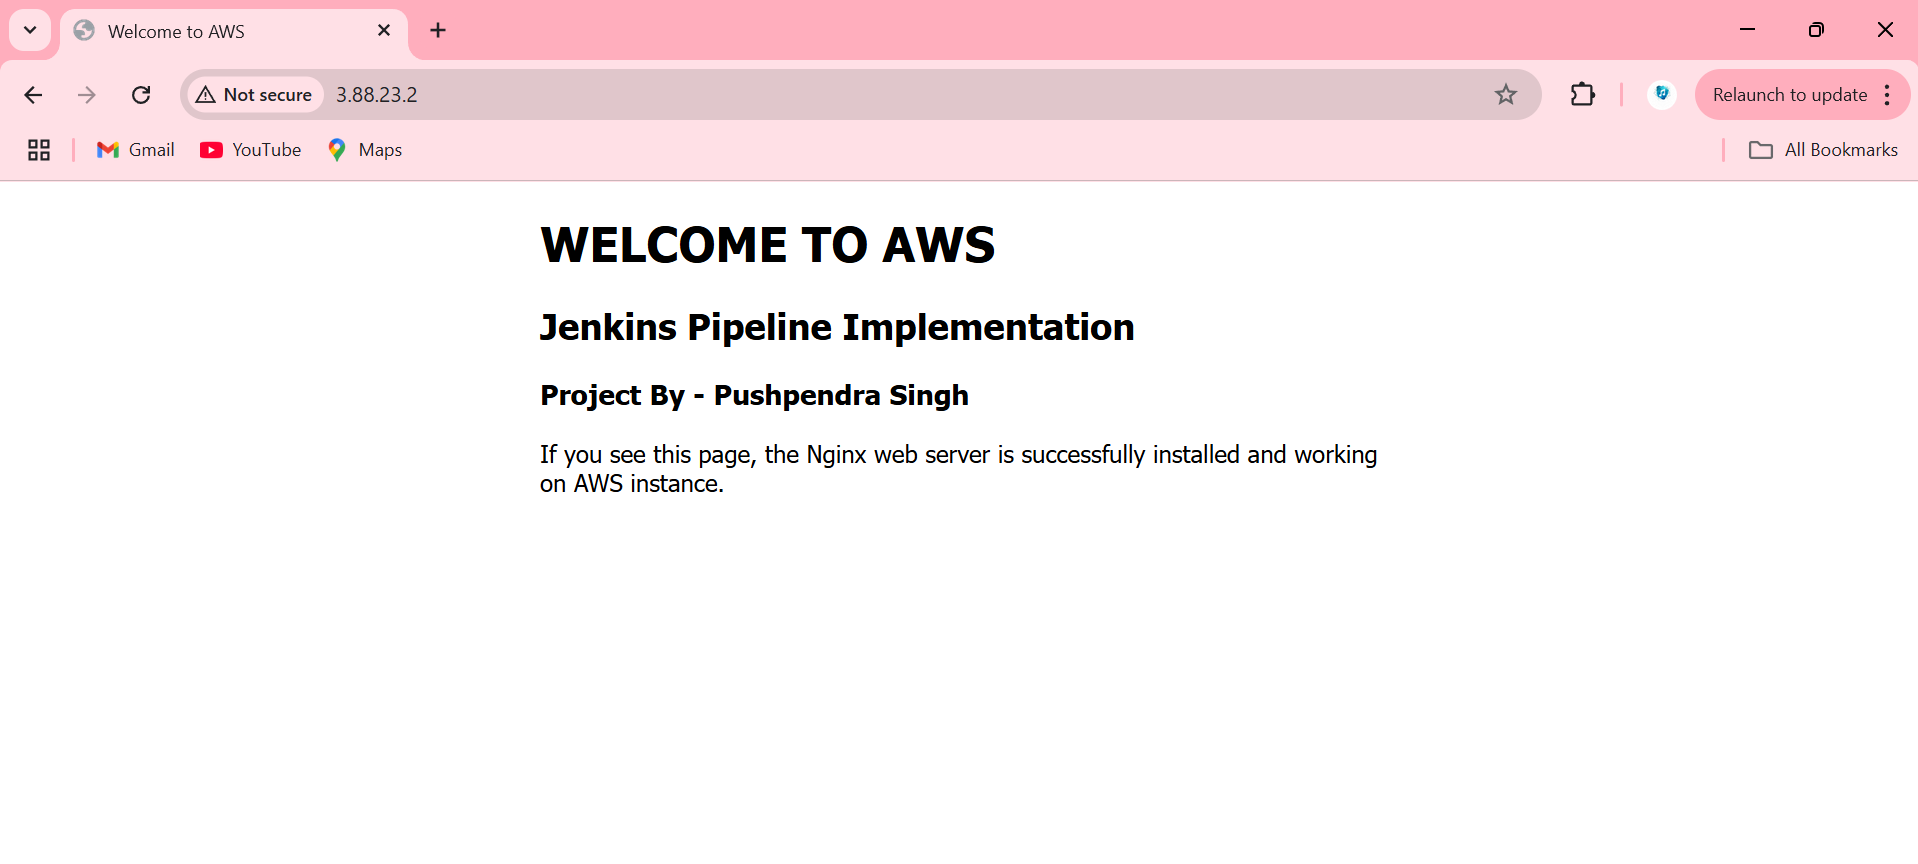 Welcome to AWS
Not secure 3.88.23.2 Relaunch to update
Gmail YouTube Maps All Bookmarks
WELCOME TO AWS
Jenkins Pipeline Implementation
Project By - Pushpendra Singh
If you see this page, the Nginx web server is successfully installed and working
on AWS instance.